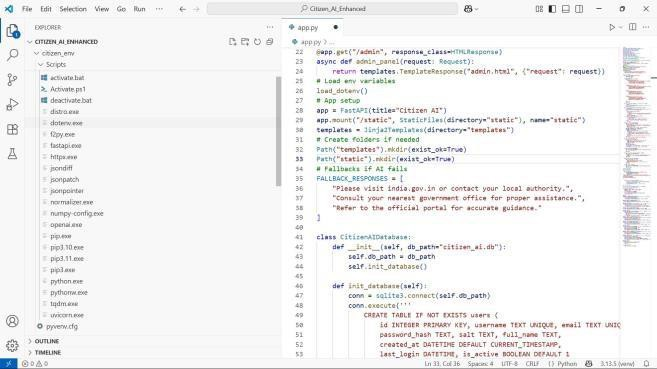 File Edit Selection View Go Run ··· Citizen_AI_Enhanced
EXPLORER ···
CITIZEN_AI_ENHANCED
citizen_env
Scripts
activate.bat
Activate.ps1
deactivate.bat
distro.exe
dotenv.exe
f2py.exe
fastapi.exe
httpx.exe
jsondiff
jsonpatch
jsonpointer
normalizer.exe
numpy-config.exe
openai.exe
pip.exe
pip3.10.exe
pip3.11.exe
pip3.exe
python.exe
pythonw.exe
tqdm.exe
uvicorn.exe
pyvenv.cfg
OUTLINE
TIMELINE
app.py
app.py > ...
22 @app.get("/admin", response_class=HTMLResponse)
23 async def admin_panel(request: Request):
24 return templates.TemplateResponse("admin.html", {"request": request})
25 # Load env variables
26 load_dotenv()
27 # App setup
28 app = FastAPI(title="Citizen AI")
29 app.mount("/static", StaticFiles(directory="static"), name="static")
30 templates = Jinja2Templates(directory="templates")
31 # Create folders if needed
32 Path("templates").mkdir(exist_ok=True)
33 Path("static").mkdir(exist_ok=True)
34 # Fallbacks if AI fails
35 FALLBACK_RESPONSES = [
36 "Please visit india.gov.in or contact your local authority.",
37 "Consult your nearest government office for proper assistance.",
38 "Refer to the official portal for accurate guidance."
39 ]
40
41 class CitizenAIDatabase:
42 def __init__(self, db_path="citizen_ai.db"):
43 self.db_path = db_path
44 self.init_database()
45
46 def init_database(self):
47 conn = sqlite3.connect(self.db_path)
48 conn.execute('''
49 CREATE TABLE IF NOT EXISTS users (
50 id INTEGER PRIMARY KEY, username TEXT UNIQUE, email TEXT UNIQ
51 password_hash TEXT, salt TEXT, full_name TEXT,
52 created_at DATETIME DEFAULT CURRENT_TIMESTAMP,
53 last_login DATETIME, is_active BOOLEAN DEFAULT 1
0 0 Ln 33, Col 36 Spaces: 4 UTF-8 CRLF {} Python 3.13.5 (venv)